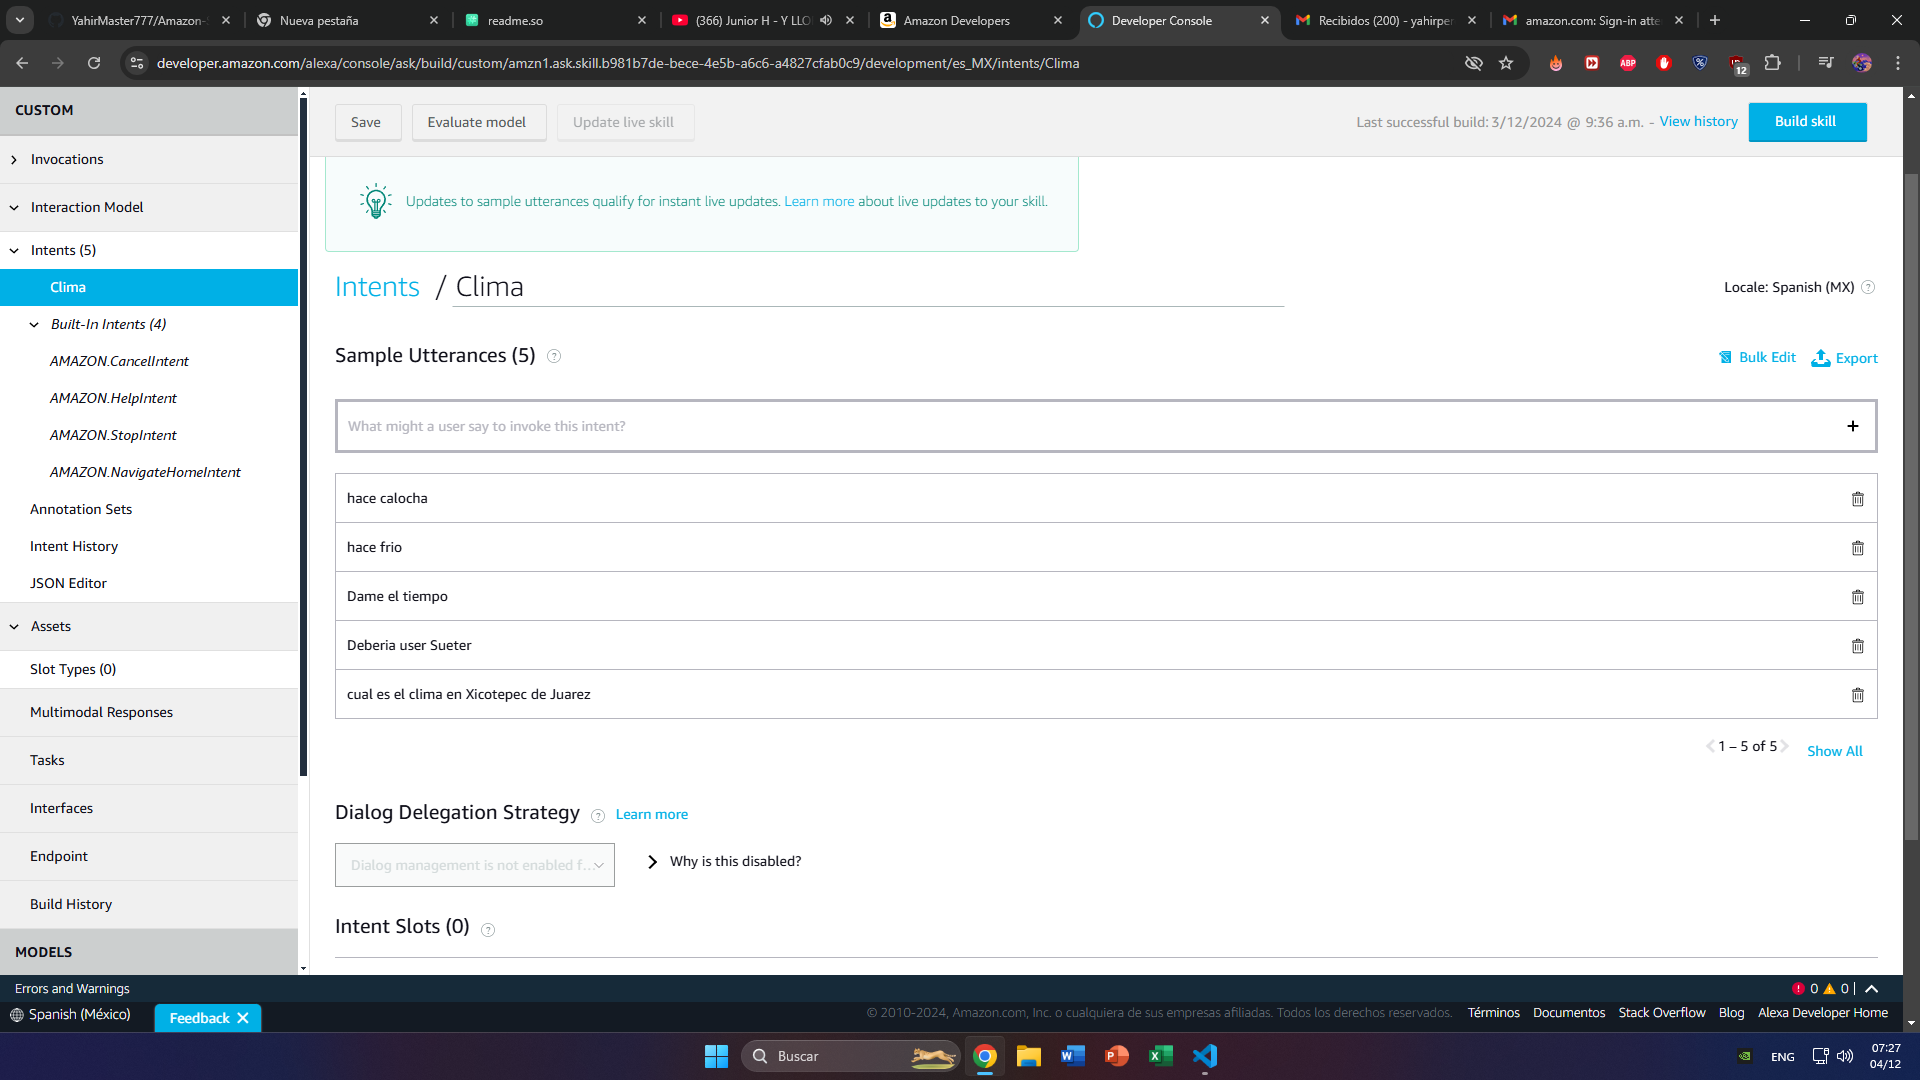 YahirMaster777/Amazon-S
Nueva pestaña
readme.so
(366) Junior H - Y LLO
Amazon Developers
Developer Console
Recibidos (200) - yahirper
amazon.com: Sign-in atte
developer.amazon.com/alexa/console/ask/build/custom/amzn1.ask.skill.b981b7de-bece-4e5b-a6c6-a4827cfab0c9/development/es_MX/intents/Clima
ABP
12
CUSTOM
Save
Evaluate model
Update live skill
Last successful build: 3/12/2024 @ 9:36 a.m. - View history
Build skill
Invocations
Interaction Model
Updates to sample utterances qualify for instant live updates. Learn more about live updates to your skill.
Intents (5)
Clima
Intents / Clima
Locale: Spanish (MX) ?
Built-In Intents (4)
AMAZON.CancelIntent
Sample Utterances (5) ?
Bulk Edit
Export
AMAZON.HelpIntent
AMAZON.StopIntent
What might a user say to invoke this intent?
+
AMAZON.NavigateHomeIntent
Annotation Sets
hace calocha
Intent History
hace frio
JSON Editor
Dame el tiempo
Assets
Deberia user Sueter
Slot Types (0)
cual es el clima en Xicotepec de Juarez
Multimodal Responses
1 – 5 of 5
Show All
Tasks
Interfaces
Dialog Delegation Strategy ? Learn more
Endpoint
Dialog management is not enabled f...
Why is this disabled?
Build History
Intent Slots (0) ?
MODELS
Errors and Warnings
0
0
Spanish (México)
Feedback
© 2010-2024, Amazon.com, Inc. o cualquiera de sus empresas afiliadas. Todos los derechos reservados.
Términos
Documentos
Stack Overflow
Blog
Alexa Developer Home
Buscar
ENG
07:27
04/12